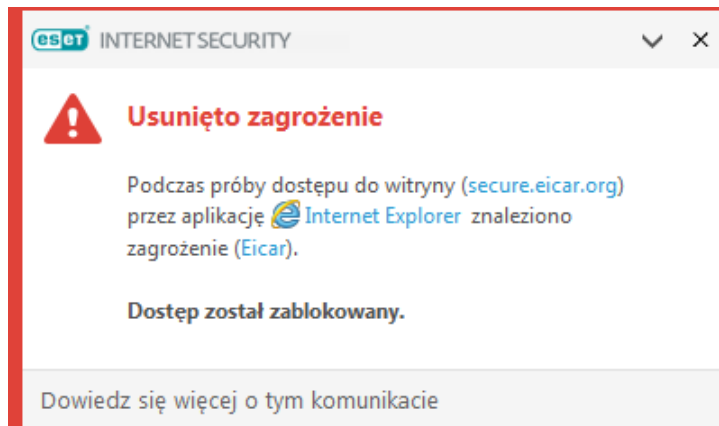 eset INTERNET SECURITY
Usunięto zagrożenie
Podczas próby dostępu do witryny (secure.eicar.org)
przez aplikację Internet Explorer znaleziono
zagrożenie (Eicar).
Dostęp został zablokowany.
Dowiedz się więcej o tym komunikacie